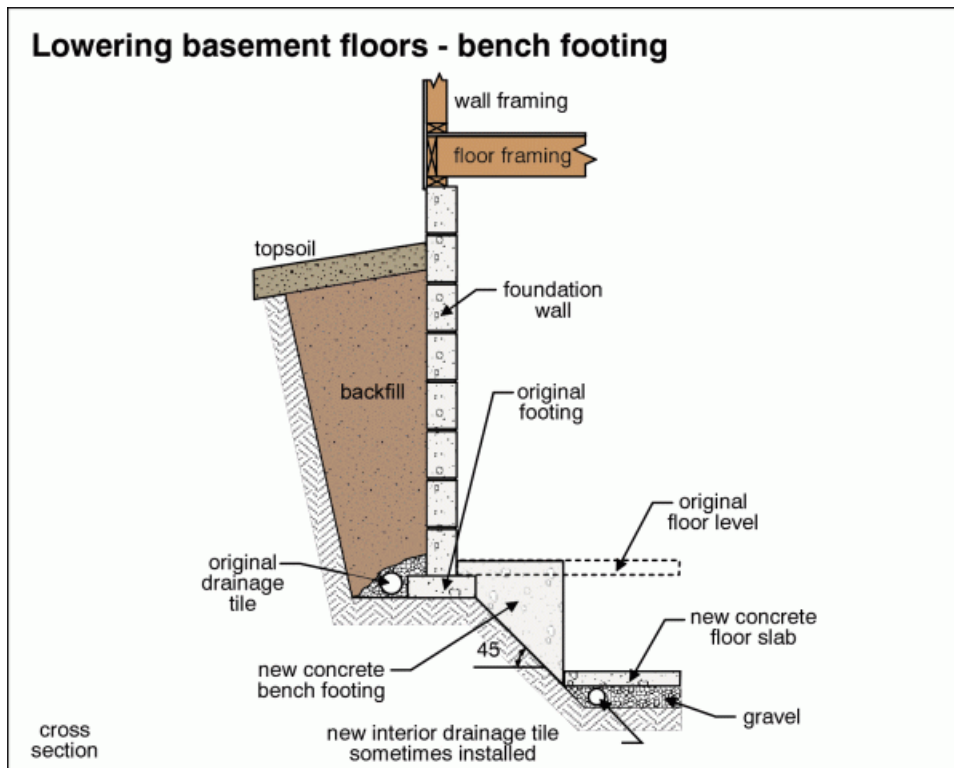 Lowering basement floors - bench footing
wall framing
floor framing
topsoil
foundation
wall
backfill
original
footing
original
floor level
original
drainage
tile
new concrete
floor slab
45
new concrete
bench footing
gravel
cross
section
new interior drainage tile
sometimes installed